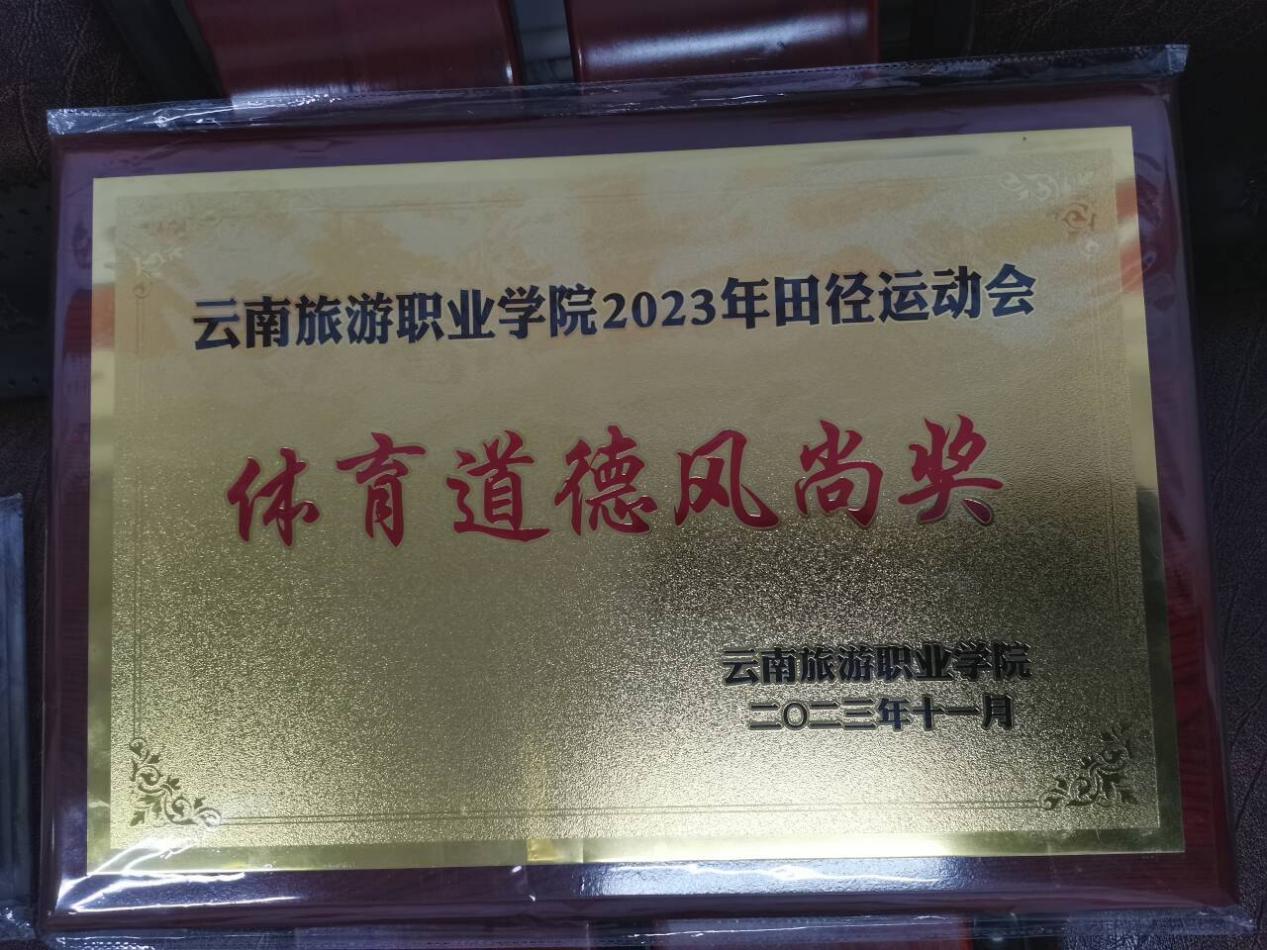 云南旅游职业学院2023年田径运动会
体育道德风尚奖
云南旅游职业学院
二〇二三年十一月